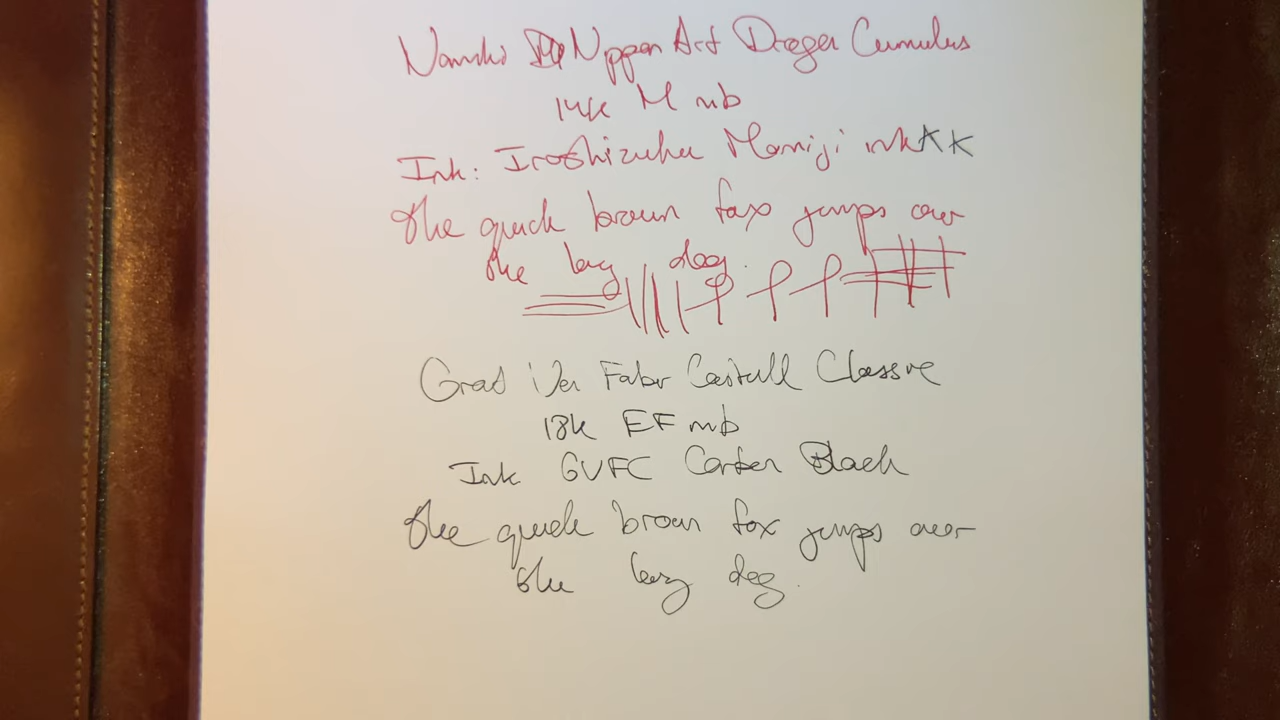 Namiki Nippon Art Dragon Cumulus
14k M nib
Ink: Iroshizuku Momiji ink K K
The quick brown fox jumps over
the lazy dog.
Graf Von Faber Castell Classic
18k EF nib
Ink GVFC Carbon Black
The quick brown fox jumps over
the lazy dog.